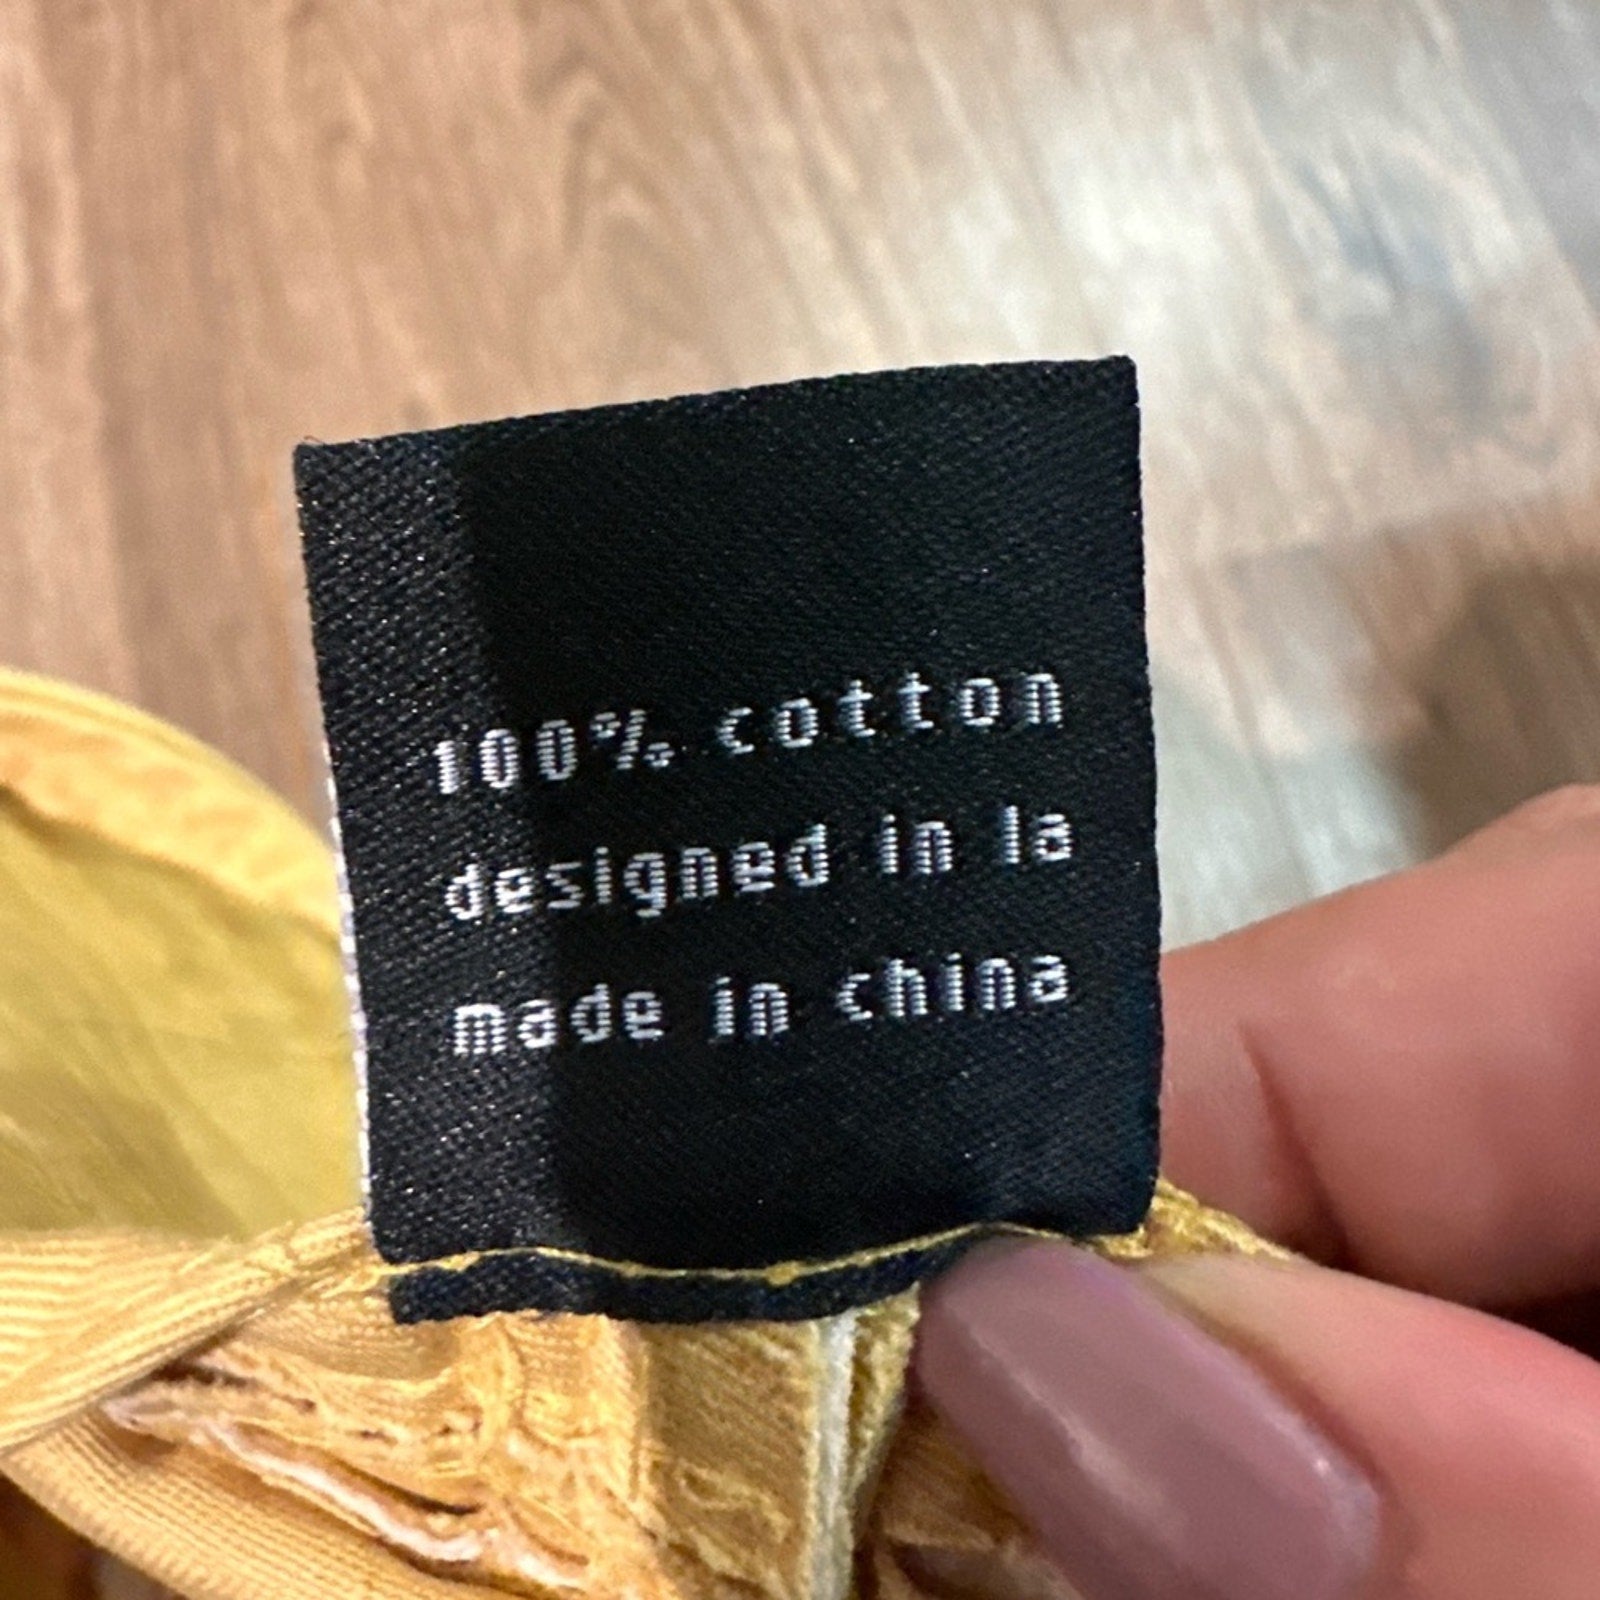 100% cotton
designed in la
made in china